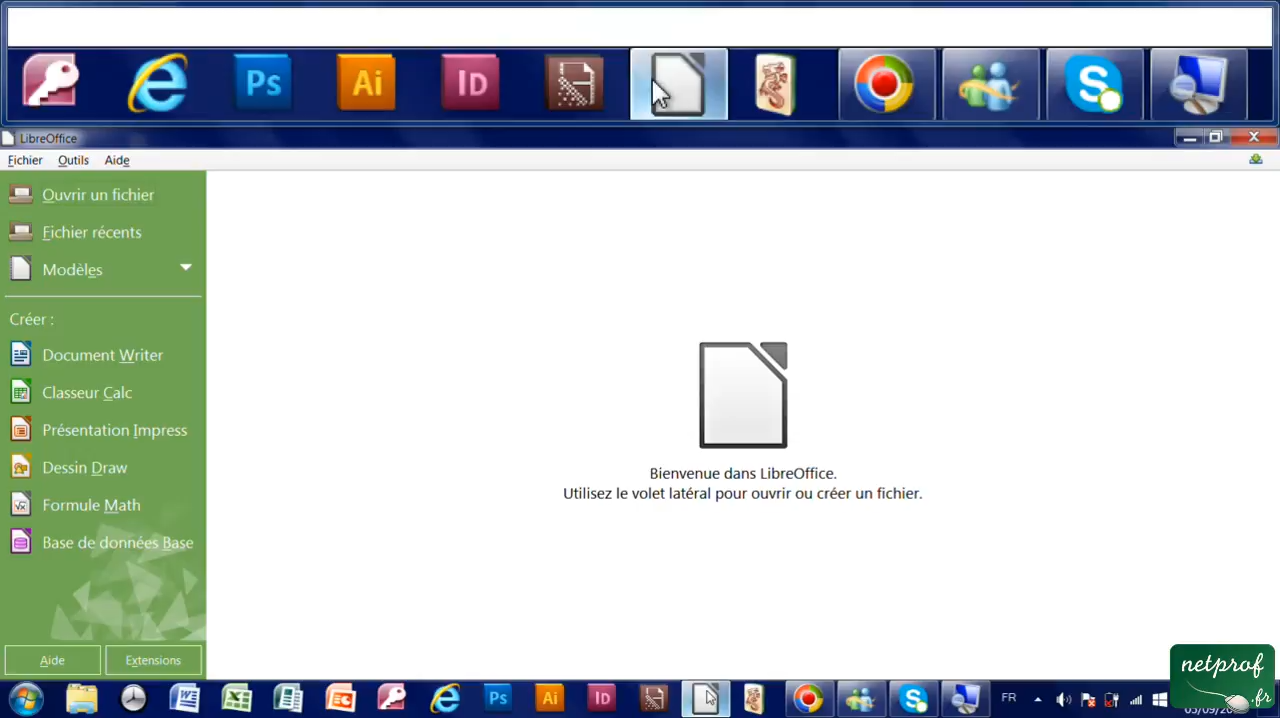 Ps
Ai
ID
LibreOffice
Fichier Outils Aide
Ouvrir un fichier
Fichier récents
Modèles
Créer :
Document Writer
Classeur Calc
Présentation Impress
Dessin Draw
Formule Math
Base de données Base
Bienvenue dans LibreOffice.
Utilisez le volet latéral pour ouvrir ou créer un fichier.
Aide Extensions
netprof
.fr
Ps Ai ID FR